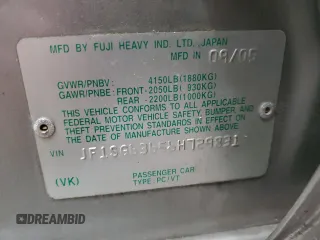 MFD BY FUJI HEAVY IND. LTD. JAPAN
MFD IN 09/05
GVWR/PNBV: 4150LB(1880KG)
GAWR/PNBE: FRONT-2050LB( 930KG)
REAR -2200LB(1000KG)
THIS VEHICLE CONFORMS TO ALL APPLICABLE
FEDERAL MOTOR VEHICLE SAFETY, BUMPER, AND
THEFT PREVENTION STANDARDS IN EFFECT ON THE
DATE OF MANUFACTURE SHOWN ABOVE.
VIN
PASSENGER CAR
(VK) TYPE PC/VT
DREAMBID